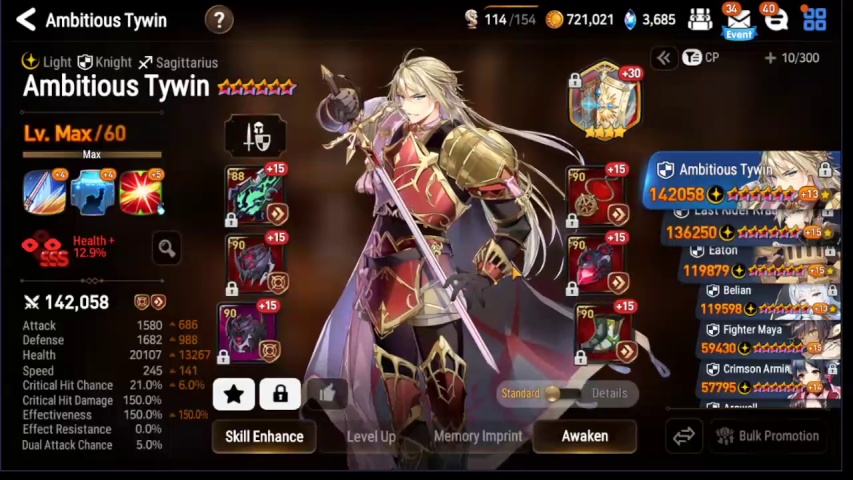 Ambitious Tywin
?
114/154
721,021
3,685
34
Event
40
Light Knight Sagittarius
Ambitious Tywin
Lv. Max/60
Max
+4 +4 +5
Health +
12.9%
SSS
142,058
Attack 1580 686
Defense 1682 988
Health 20107 13267
Speed 245 141
Critical Hit Chance 21.0% 6.0%
Critical Hit Damage 150.0%
Effectiveness 150.0% 150.0%
Effect Resistance 0.0%
Dual Attack Chance 5.0%
88 +15
90 +15
90 +15
+30
90 +15
90 +15
90 +15
Standard Details
Skill Enhance
Level Up
Memory Imprint
Awaken
CP
10/300
Ambitious Tywin
142058 +13
136250 +15
Eaton
119879 +15
Belian
119598
Fighter Maya
59430 +15
Crimson Armin
57795 +14
Bulk Promotion